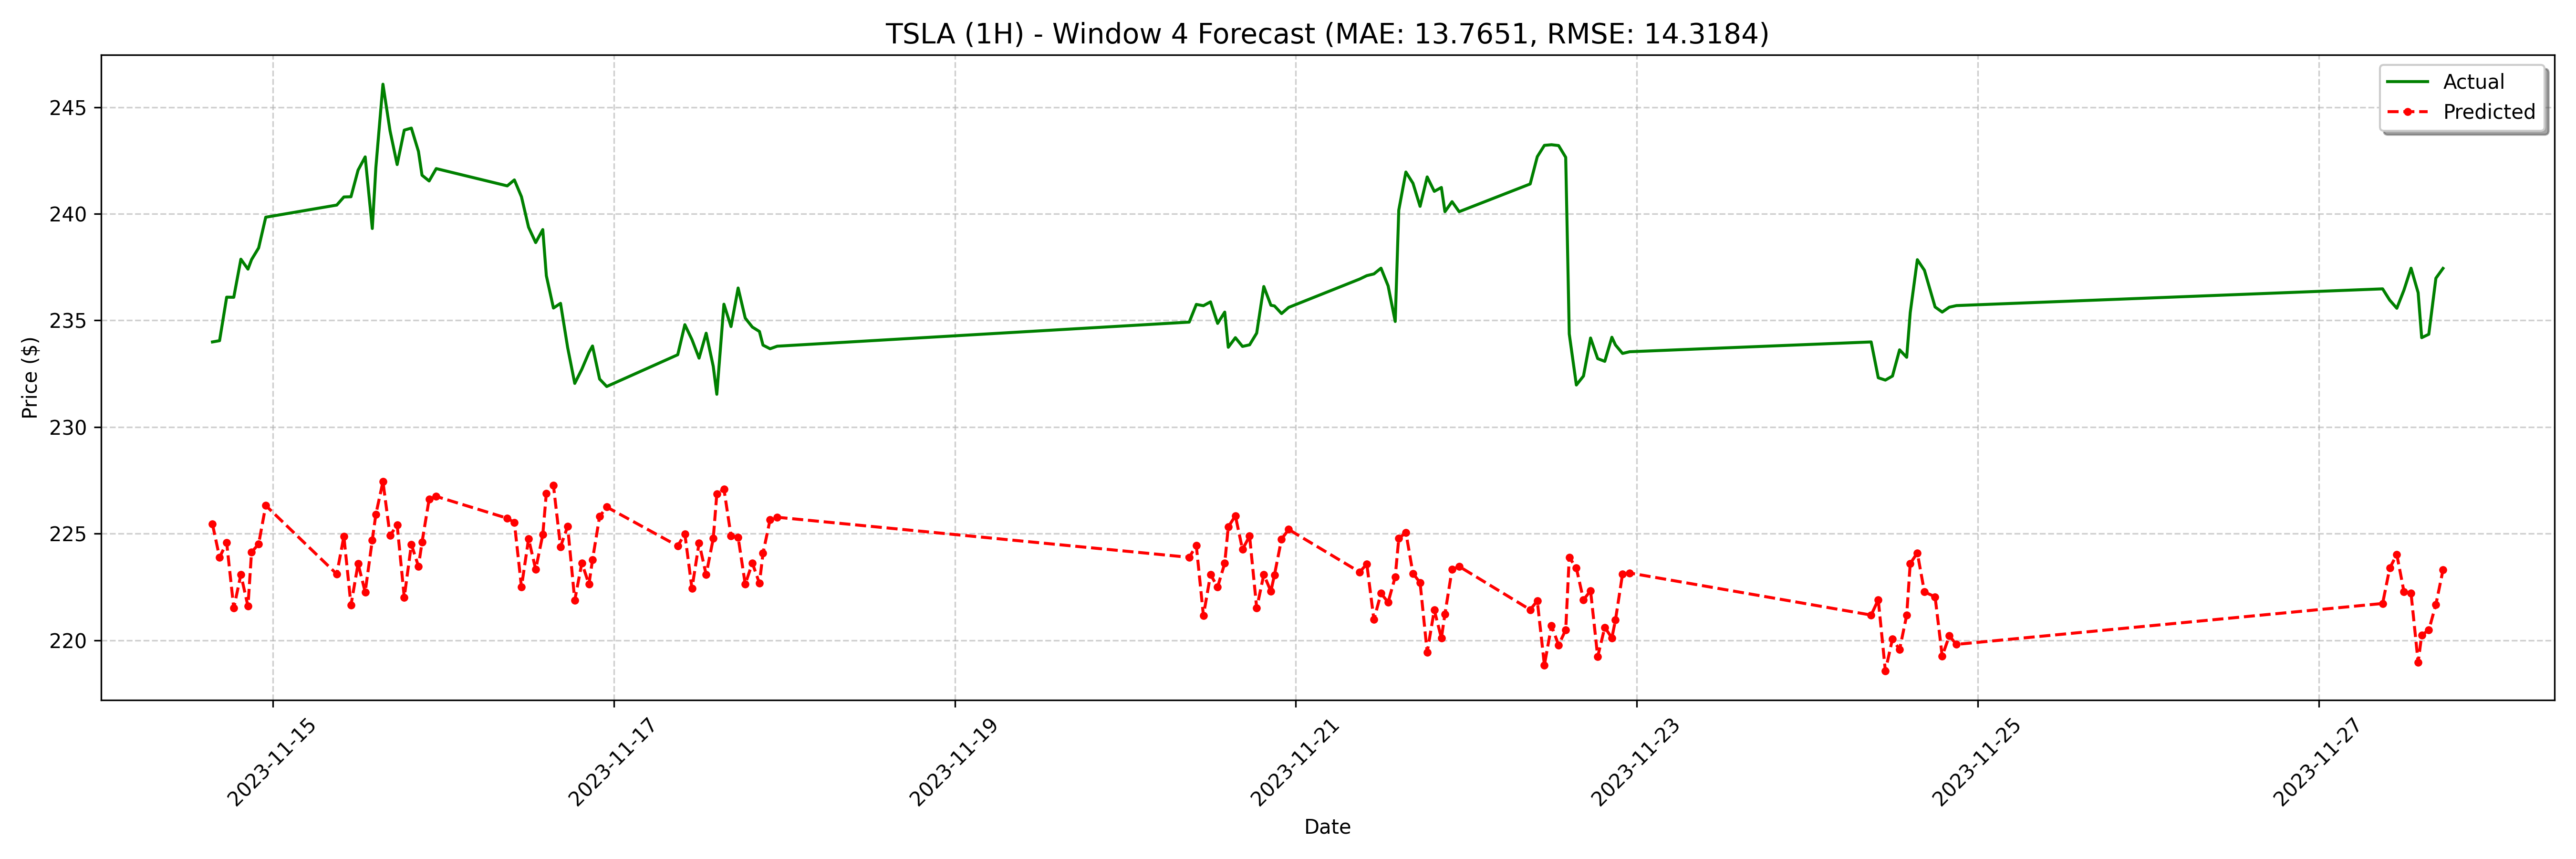 TSLA (1H) - Window 4 Forecast (MAE: 13.7651, RMSE: 14.3184)
Actual
Predicted
Price ($)
245
240
235
230
225
220
2023-11-15
2023-11-17
2023-11-19
2023-11-21
2023-11-23
2023-11-25
2023-11-27
Date